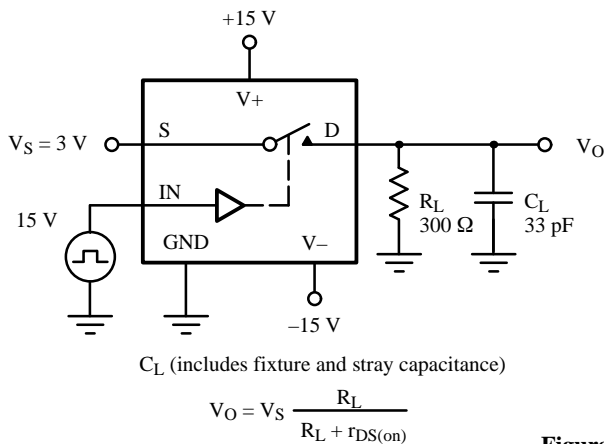 +15 V
V+
S
D
V_S = 3 V
V_O
IN
15 V
R_L
300 Ω
C_L
33 pF
GND
V–
–15 V
C_L (includes fixture and stray capacitance)
V_O = V_S R_L / R_L + r_DS(on)
Figure